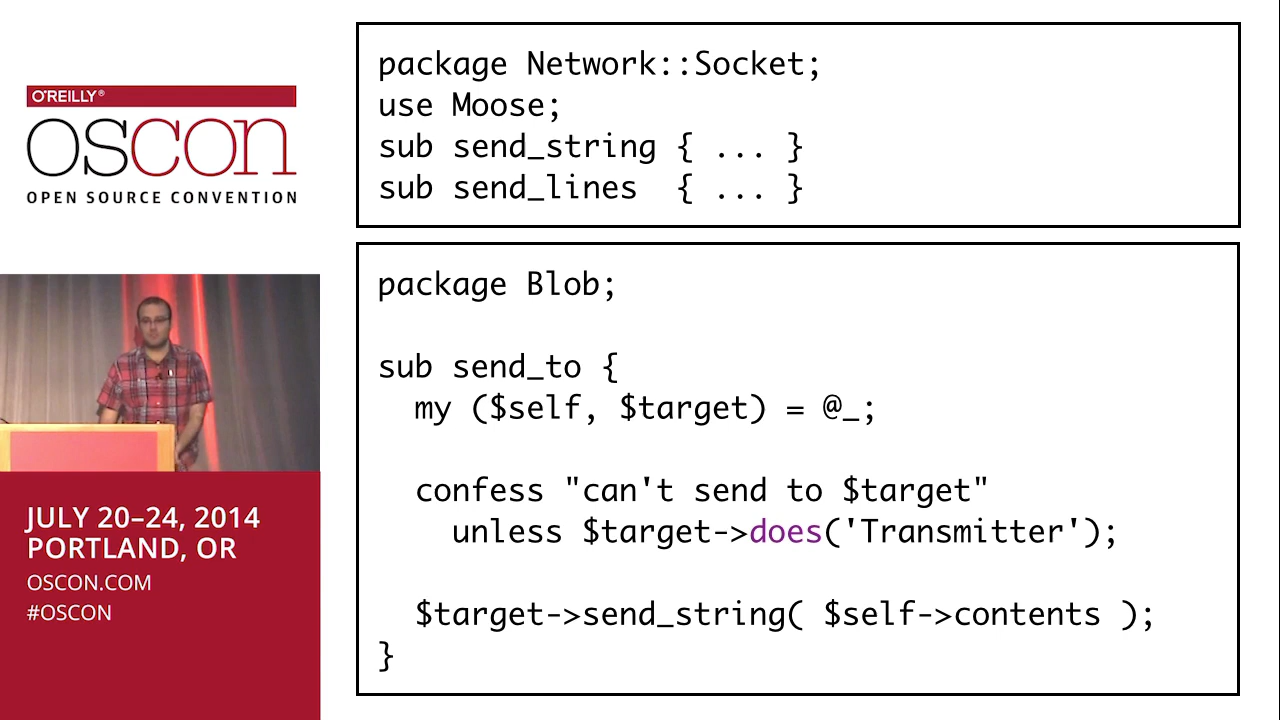 O'REILLY®
OSCON
OPEN SOURCE CONVENTION
JULY 20–24, 2014
PORTLAND, OR
OSCON.COM
#OSCON
package Network::Socket;
use Moose;
sub send_string { ... }
sub send_lines  { ... }
package Blob;
sub send_to {
  my ($self, $target) = @_;
  confess "can't send to $target"
    unless $target->does('Transmitter');
  $target->send_string( $self->contents );
}